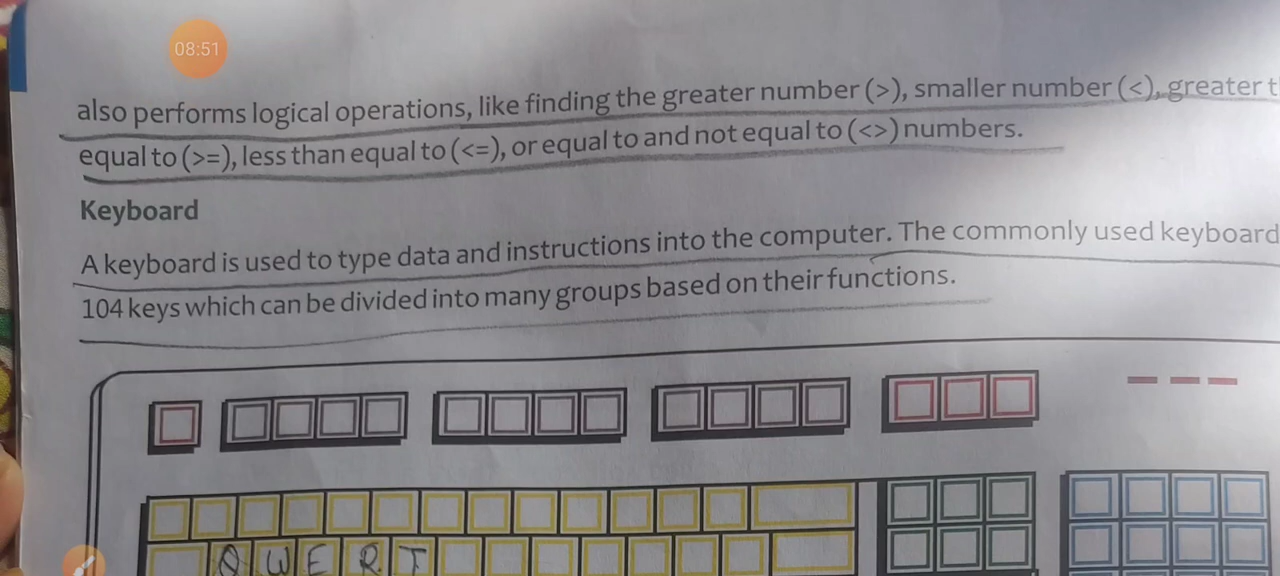 08:51
also performs logical operations, like finding the greater number (>), smaller number (<), greater
equal to (>=), less than equal to (<=), or equal to and not equal to (<>) numbers.
Keyboard
A keyboard is used to type data and instructions into the computer. The commonly used keyboard
104 keys which can be divided into many groups based on their functions.
Q W E R T